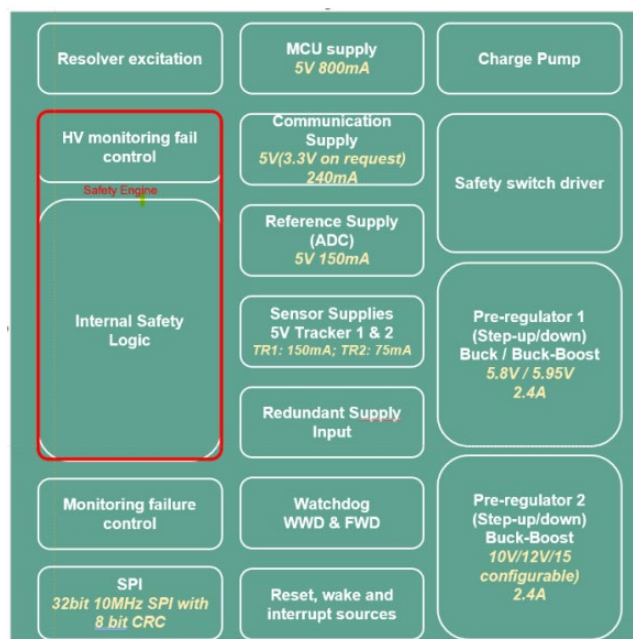 Resolver excitation
HV monitoring fail
control
Safety Engine
Internal Safety
Logic
Monitoring failure
control
SPI
32bit 10MHz SPI with
8 bit CRC
MCU supply
5V 800mA
Communication
Supply
5V(3.3V on request)
240mA
Reference Supply
(ADC)
5V 150mA
Sensor Supplies
5V Tracker 1 & 2
TR1: 150mA; TR2: 75mA
Redundant Supply
Input
Watchdog
WWD & FWD
Reset, wake and
interrupt sources
Charge Pump
Safety switch driver
Pre-regulator 1
(Step-up/down)
Buck / Buck-Boost
5.8V / 5.95V
2.4A
Pre-regulator 2
(Step-up/down)
Buck-Boost
10V/12V/15
configurable)
2.4A